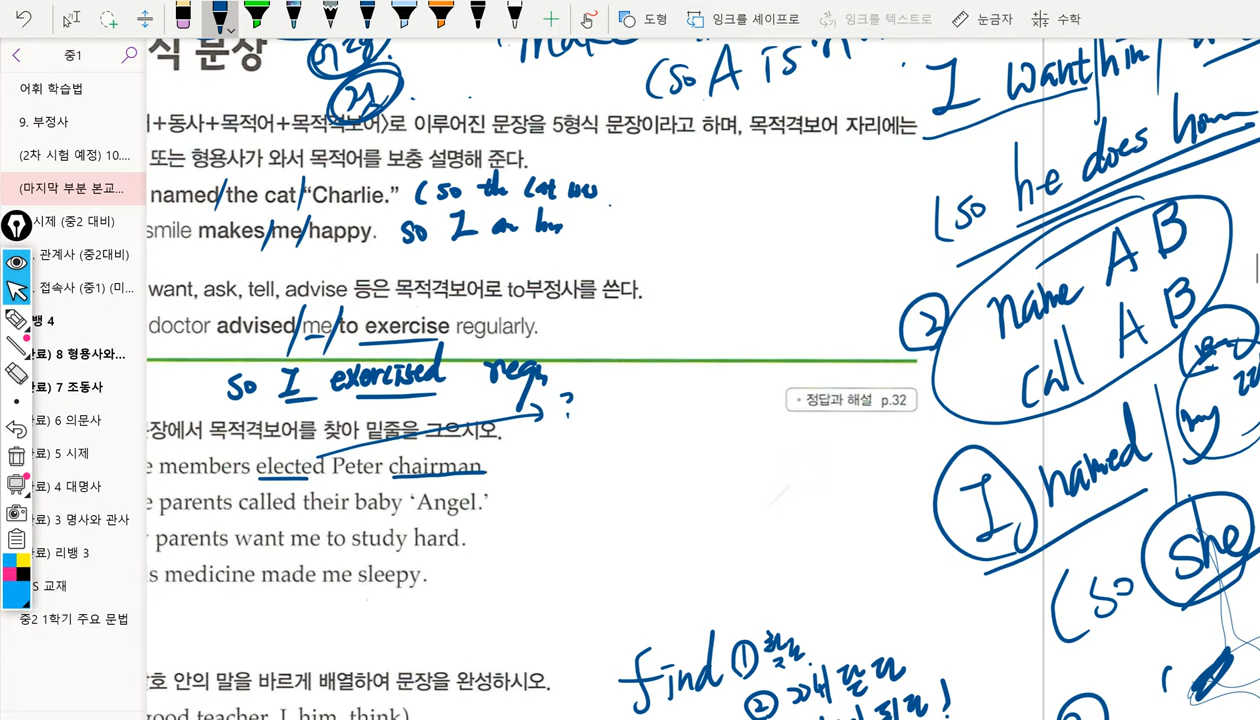 도형
잉크를 셰이프로
잉크를 텍스트로
눈금자
수학
중1
어휘 학습법
9. 부정사
(2차 시험 예정) 10....
(마지막 부분 본교...
시제 (중2 대비)
관계사 (중2대비)
접속사 (중1) (미...
뱅 4
료) 8 형용사와...
료) 7 조동사
료) 6 의문사
료) 5 시제
료) 4 대명사
료) 3 명사와 관사
료) 리뱅 3
S 교재
중2 1학기 주요 문법
식 문장
make
(so A is
+동사+목적어+목적격보어〉로 이루어진 문장을 5형식 문장이라고 하며, 목적격보어 자리에는
또는 형용사가 와서 목적어를 보충 설명해 준다.
named/the cat/“Charlie.” (so the cat was
smile makes/me/happy. so I am
want, ask, tell, advise 등은 목적격보어로 to부정사를 쓴다.
doctor advised/me/to exercise regularly.
so I exercised
?
정답과 해설 p.32
장에서 목적격보어를 찾아 밑줄을 그으시오.
members elected Peter chairman.
parents called their baby ‘Angel.’
parents want me to study hard.
s medicine made me sleepy.
호 안의 말을 바르게 배열하여 문장을 완성하시오.
good teacher, I, him, think)
find ①
②
I want/him/
(so he does hom
② name A B
call A B
I named
(so she